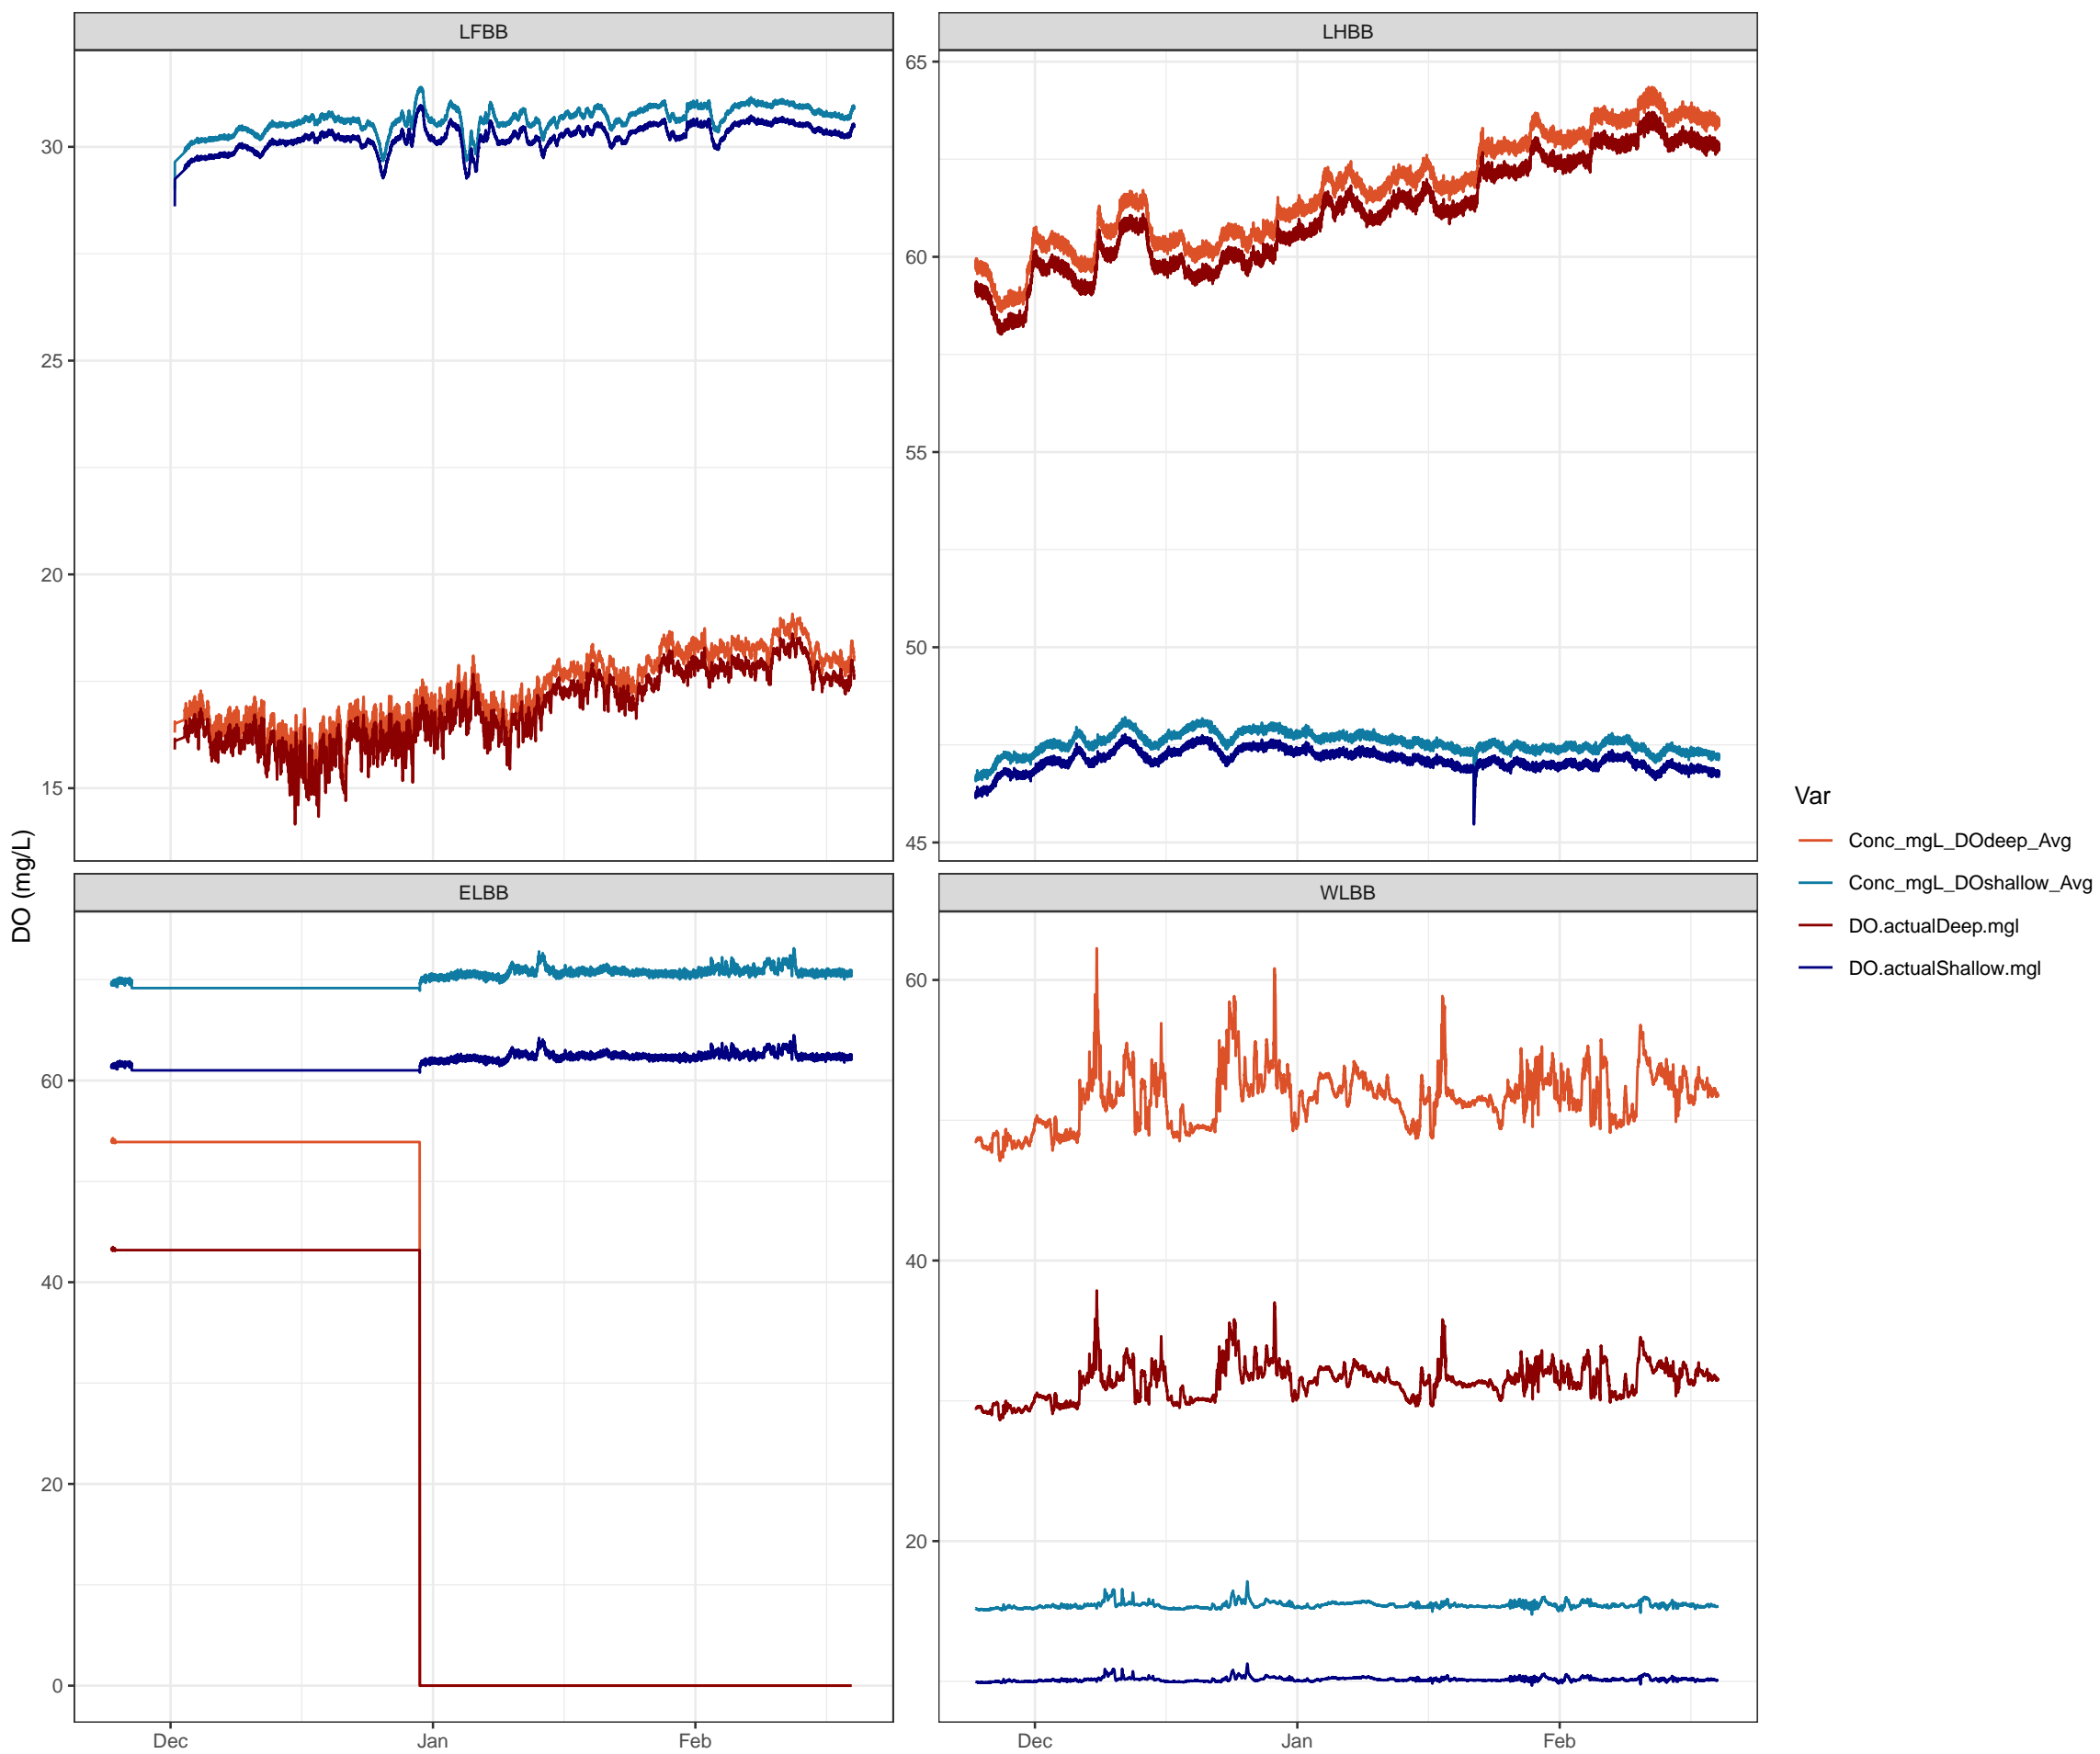 LFBB
LHBB
30
25
20
15
65
60
55
50
45
DO (mg/L)
ELBB
WLBB
60
40
20
0
60
40
20
Dec
Jan
Feb
Dec
Jan
Feb
Var
Conc_mgL_DOdeep_Avg
Conc_mgL_DOshallow_Avg
DO.actualDeep.mgl
DO.actualShallow.mgl